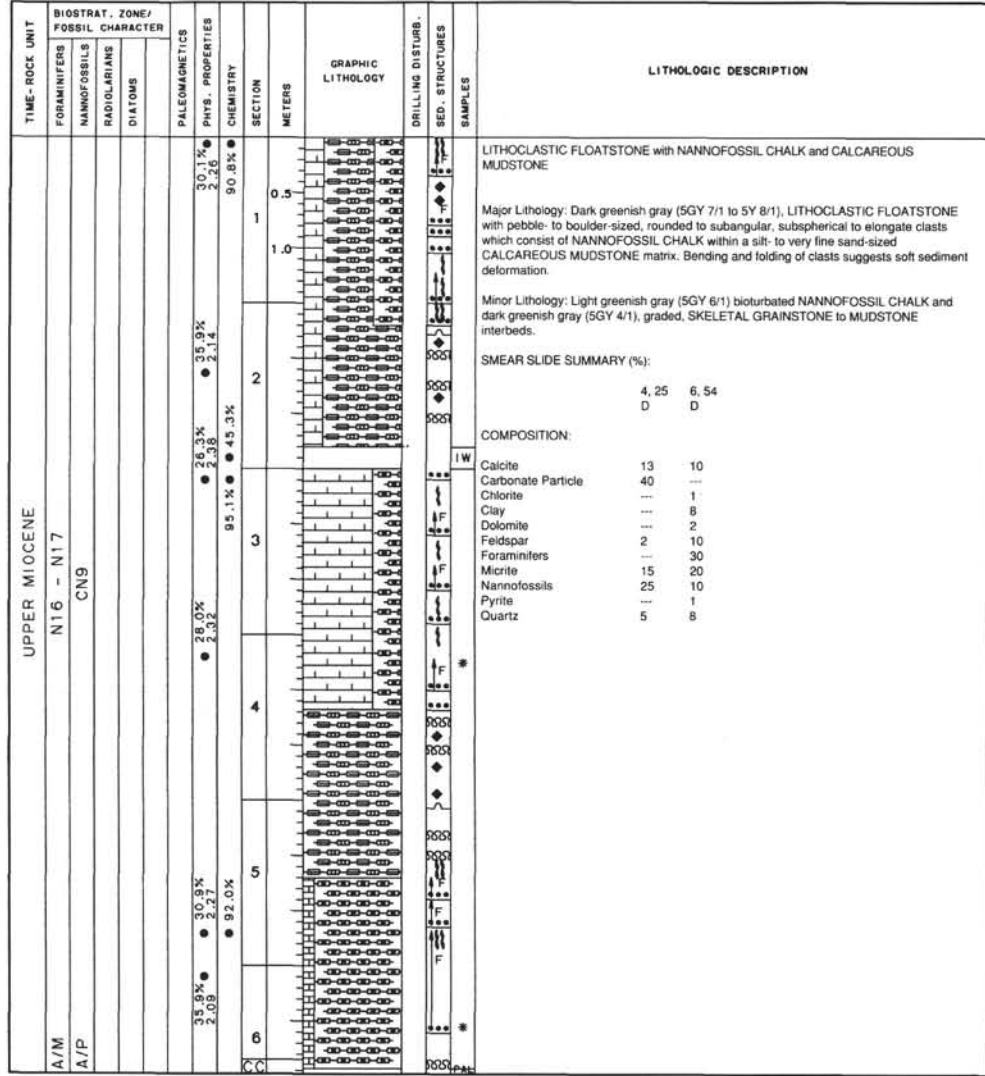 TIME-ROCK UNIT
BIOSTRAT. ZONE/
FOSSIL CHARACTER
FORAMINIFERS
NANNOFOSSILS
RADIOLARIANS
DIATOMS
PALEOMAGNETICS
PHYS. PROPERTIES
CHEMISTRY
SECTION
METERS
GRAPHIC
LITHOLOGY
DRILLING DISTURB.
SED. STRUCTURES
SAMPLES
LITHOLOGIC DESCRIPTION
UPPER MIOCENE
N16 - N17
A/M
CN9
A/P
30.1%
2.26
35.9%
2.14
26.3%
2.38
28.0%
2.32
30.9%
2.27
35.9%
2.09
90.8%
45.3%
95.1%
92.0%
1
2
3
4
5
6
CC
0.5
1.0
F
F
F
F
F
F
F
F
IW
*
*
PAL
LITHOCLASTIC FLOATSTONE with NANNOFOSSIL CHALK and CALCAREOUS
MUDSTONE
Major Lithology: Dark greenish gray (5GY 7/1 to 5Y 8/1), LITHOCLASTIC FLOATSTONE
with pebble- to boulder-sized, rounded to subangular, subspherical to elongate clasts
which consist of NANNOFOSSIL CHALK within a silt- to very fine sand-sized
CALCAREOUS MUDSTONE matrix. Bending and folding of clasts suggests soft sediment
deformation.
Minor Lithology: Light greenish gray (5GY 6/1) bioturbated NANNOFOSSIL CHALK and
dark greenish gray (5GY 4/1), graded, SKELETAL GRAINSTONE to MUDSTONE
interbeds.
SMEAR SLIDE SUMMARY (%):
4, 25 6, 54
D D
COMPOSITION:
Calcite 13 10
Carbonate Particle 40 ---
Chlorite --- 1
Clay --- 8
Dolomite --- 2
Feldspar 2 10
Foraminifers --- 30
Micrite 15 20
Nannofossils 25 10
Pyrite --- 1
Quartz 5 8